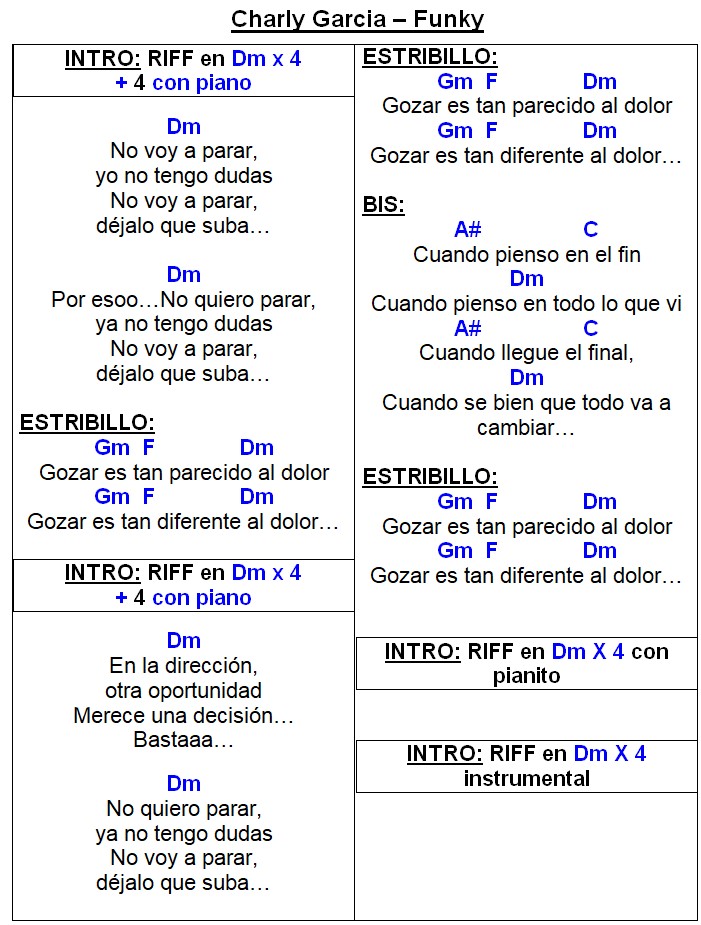 Charly Garcia – Funky
INTRO: RIFF en Dm x 4
+ 4 con piano
Dm
No voy a parar,
yo no tengo dudas
No voy a parar,
déjalo que suba…
Dm
Por esoo…No quiero parar,
ya no tengo dudas
No voy a parar,
déjalo que suba…
ESTRIBILLO:
Gm F Dm
Gozar es tan parecido al dolor
Gm F Dm
Gozar es tan diferente al dolor…
INTRO: RIFF en Dm x 4
+ 4 con piano
Dm
En la dirección,
otra oportunidad
Merece una decisión…
Bastaaa…
Dm
No quiero parar,
ya no tengo dudas
No voy a parar,
déjalo que suba…
ESTRIBILLO:
Gm F Dm
Gozar es tan parecido al dolor
Gm F Dm
Gozar es tan diferente al dolor…
BIS:
A# C
Cuando pienso en el fin
Dm
Cuando pienso en todo lo que vi
A# C
Cuando llegue el final,
Dm
Cuando se bien que todo va a
cambiar…
ESTRIBILLO:
Gm F Dm
Gozar es tan parecido al dolor
Gm F Dm
Gozar es tan diferente al dolor…
INTRO: RIFF en Dm X 4 con
pianito
INTRO: RIFF en Dm X 4
instrumental